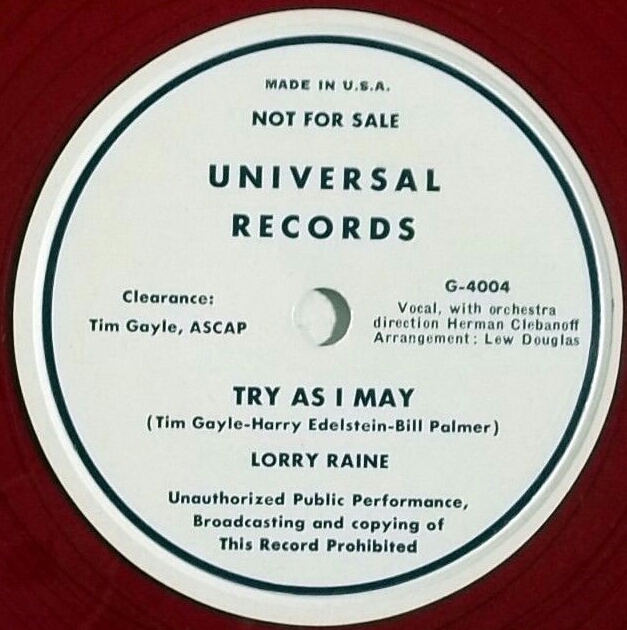 MADE IN U.S.A.
NOT FOR SALE
UNIVERSAL
RECORDS
Clearance:
Tim Gayle, ASCAP
G-4004
Vocal, with orchestra
direction Herman Clebanoff
Arrangement: Lew Douglas
TRY AS I MAY
(Tim Gayle-Harry Edelstein-Bill Palmer)
LORRY RAINE
Unauthorized Public Performance,
Broadcasting and copying of
This Record Prohibited